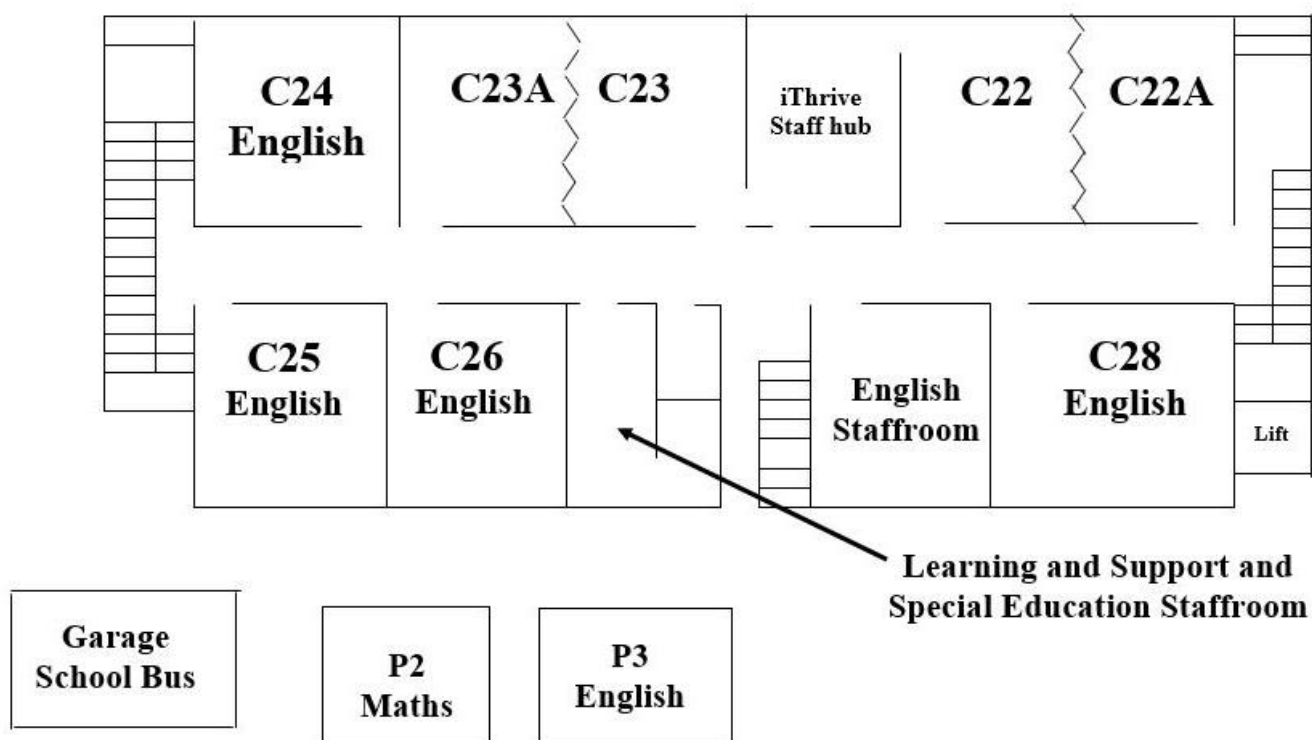 C24
English
C23A
C23
iThrive
Staff hub
C22
C22A
C25
English
C26
English
English
Staffroom
C28
English
Lift
Learning and Support and
Special Education Staffroom
Garage
School Bus
P2
Maths
P3
English